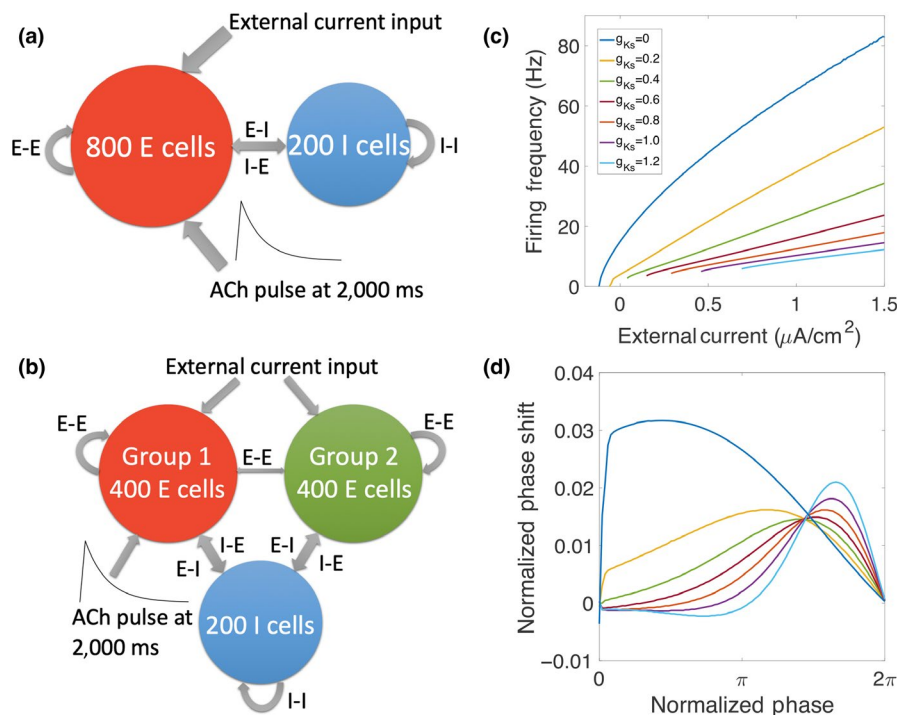 (a)
External current input
E-E
800 E cells
E-I
I-E
200 I cells
I-I
ACh pulse at 2,000 ms
(b)
External current input
E-E
Group 1
400 E cells
E-E
Group 2
400 E cells
E-E
I-E
E-I
E-I
I-E
ACh pulse at
2,000 ms
200 I cells
I-I
(c)
Firing frequency (Hz)
80
60
40
20
0
gKs=0
gKs=0.2
gKs=0.4
gKs=0.6
gKs=0.8
gKs=1.0
gKs=1.2
0 0.5 1 1.5
External current (μA/cm²)
(d)
Normalized phase shift
0.04
0.03
0.02
0.01
0
−0.01
0 π 2π
Normalized phase